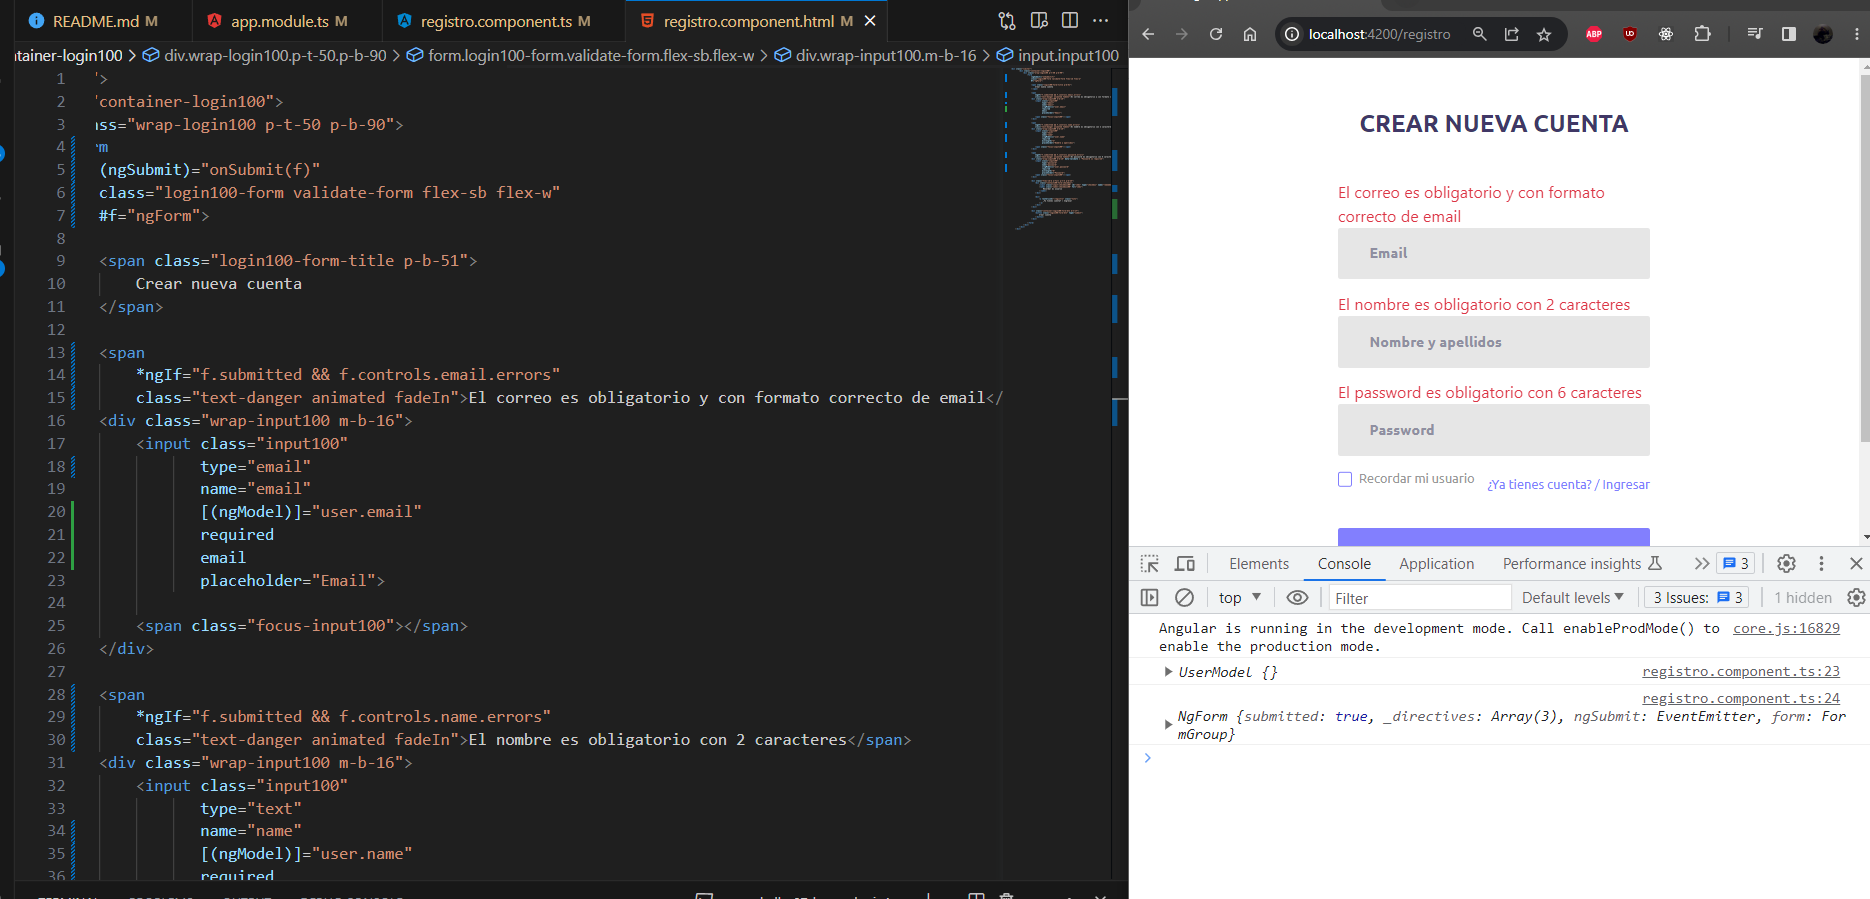 README.md M
app.module.ts M
registro.component.ts M
registro.component.html M
ntainer-login100 > div.wrap-login100.p-t-50.p-b-90 > form.login100-form.validate-form.flex-sb.flex-w > div.wrap-input100.m-b-16 > input.input100
1 ">
2 "container-login100">
3 ass="wrap-login100 p-t-50 p-b-90">
4 rm
5 (ngSubmit)="onSubmit(f)"
6 class="login100-form validate-form flex-sb flex-w"
7 #f="ngForm">
8
9 <span class="login100-form-title p-b-51">
10 Crear nueva cuenta
11 </span>
12
13 <span
14 *ngIf="f.submitted && f.controls.email.errors"
15 class="text-danger animated fadeIn">El correo es obligatorio y con formato correcto de email</
16 <div class="wrap-input100 m-b-16">
17 <input class="input100"
18 type="email"
19 name="email"
20 [(ngModel)]="user.email"
21 required
22 email
23 placeholder="Email">
24
25 <span class="focus-input100"></span>
26 </div>
27
28 <span
29 *ngIf="f.submitted && f.controls.name.errors"
30 class="text-danger animated fadeIn">El nombre es obligatorio con 2 caracteres</span>
31 <div class="wrap-input100 m-b-16">
32 <input class="input100"
33 type="text"
34 name="name"
35 [(ngModel)]="user.name"
36 required
localhost:4200/registro
ABP
CREAR NUEVA CUENTA
El correo es obligatorio y con formato
correcto de email
Email
El nombre es obligatorio con 2 caracteres
Nombre y apellidos
El password es obligatorio con 6 caracteres
Password
Recordar mi usuario
¿Ya tienes cuenta? / Ingresar
Elements Console Application Performance insights 3
top Filter Default levels 3 Issues: 3 1 hidden
Angular is running in the development mode. Call enableProdMode() to core.js:16829
enable the production mode.
UserModel {} registro.component.ts:23
registro.component.ts:24
NgForm {submitted: true, _directives: Array(3), ngSubmit: EventEmitter, form: For
mGroup}